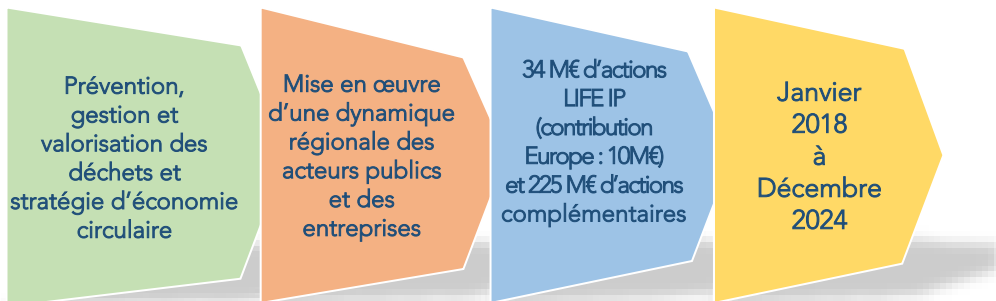 Prévention,
gestion et
valorisation des
déchets et
stratégie d'économie
circulaire
Mise en œuvre
d'une dynamique
régionale des
acteurs publics
et des
entreprises
34 M€ d'actions
LIFE IP
(contribution
Europe : 10M€)
et 225 M€ d'actions
complémentaires
Janvier
2018
à
Décembre
2024